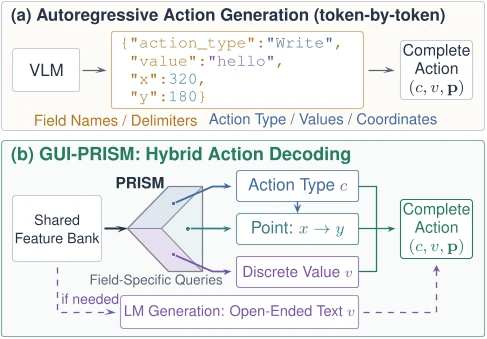 (a) Autoregressive Action Generation (token-by-token)
VLM
{"action_type":"Write",
"value":"hello",
"x":320,
"y":180}
Complete
Action
(c, v, p)
Field Names / Delimiters
Action Type / Values / Coordinates
(b) GUI-PRISM: Hybrid Action Decoding
Shared
Feature Bank
PRISM
Field-Specific Queries
Action Type c
Point: x → y
Discrete Value v
Complete
Action
(c, v, p)
if needed
LM Generation: Open-Ended Text v